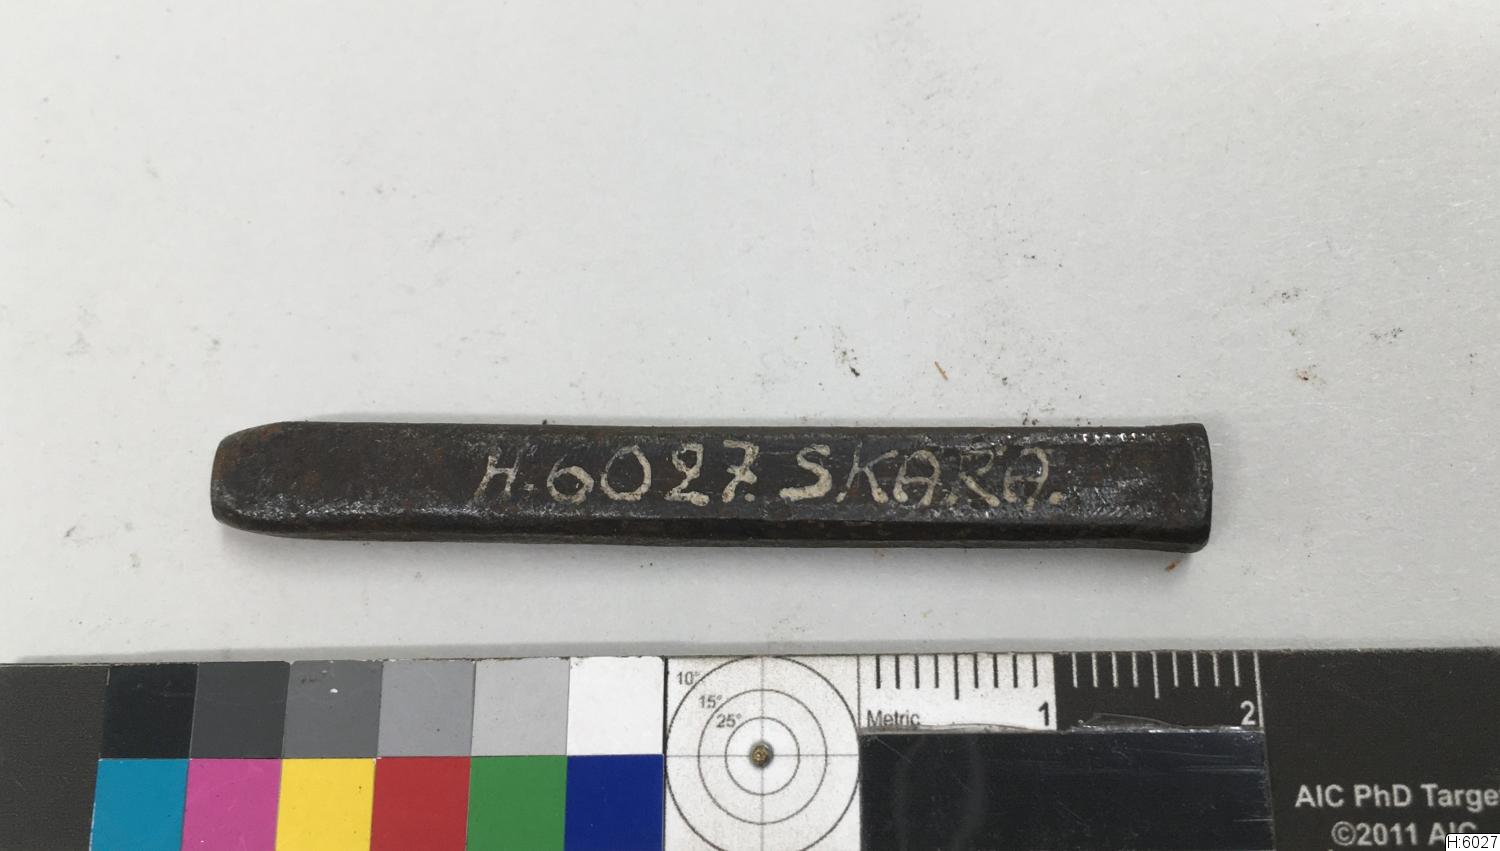 H.6027. SKARA.
10°
15°
25°
Metric
1
2
AIC PhD Targe
©2011 AIC
H:6027